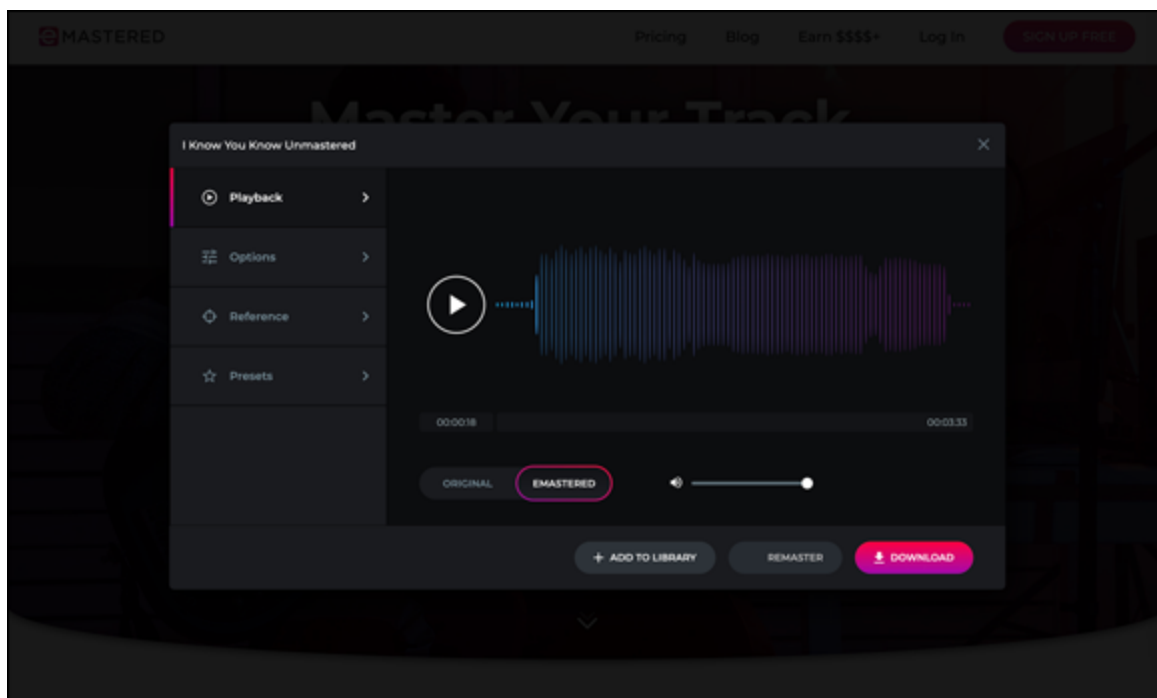 eMASTERED Pricing Blog Earn $$$$+ Log In SIGN UP FREE
Master Your Track
I Know You Know Unmastered
Playback
Options
Reference
Presets
00:00:18 00:03:33
ORIGINAL EMASTERED
+ ADD TO LIBRARY REMASTER DOWNLOAD